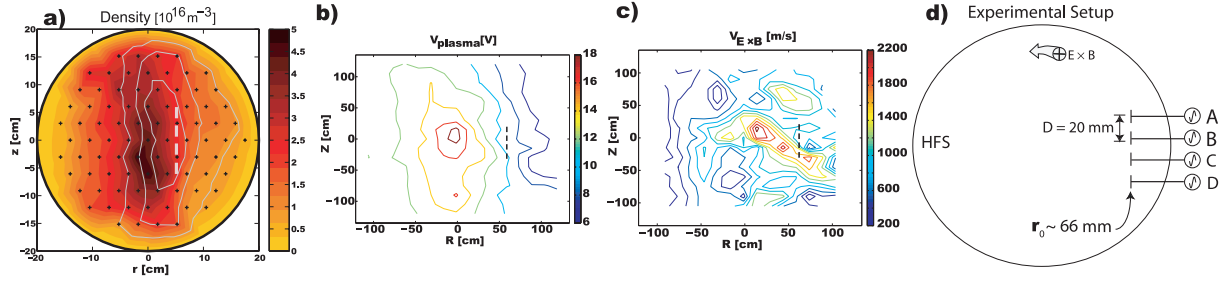 a)
Density [10^16 m^-3]
z [cm]
20
15
10
5
0
−5
−10
−15
−20
−20
−10
0
10
20
r [cm]
5
4.5
4
3.5
3
2.5
2
1.5
1
0.5
0
b)
V_plasma[V]
Z [cm]
100
50
0
−50
−100
−100
−50
0
50
100
R [cm]
18
16
14
12
10
8
6
c)
V_E×B [m/s]
Z [cm]
100
50
0
−50
−100
−100
−50
0
50
100
R [cm]
2200
1800
1400
1000
600
200
d)
Experimental Setup
E × B
HFS
D = 20 mm
A
B
C
D
r_0 ~ 66 mm